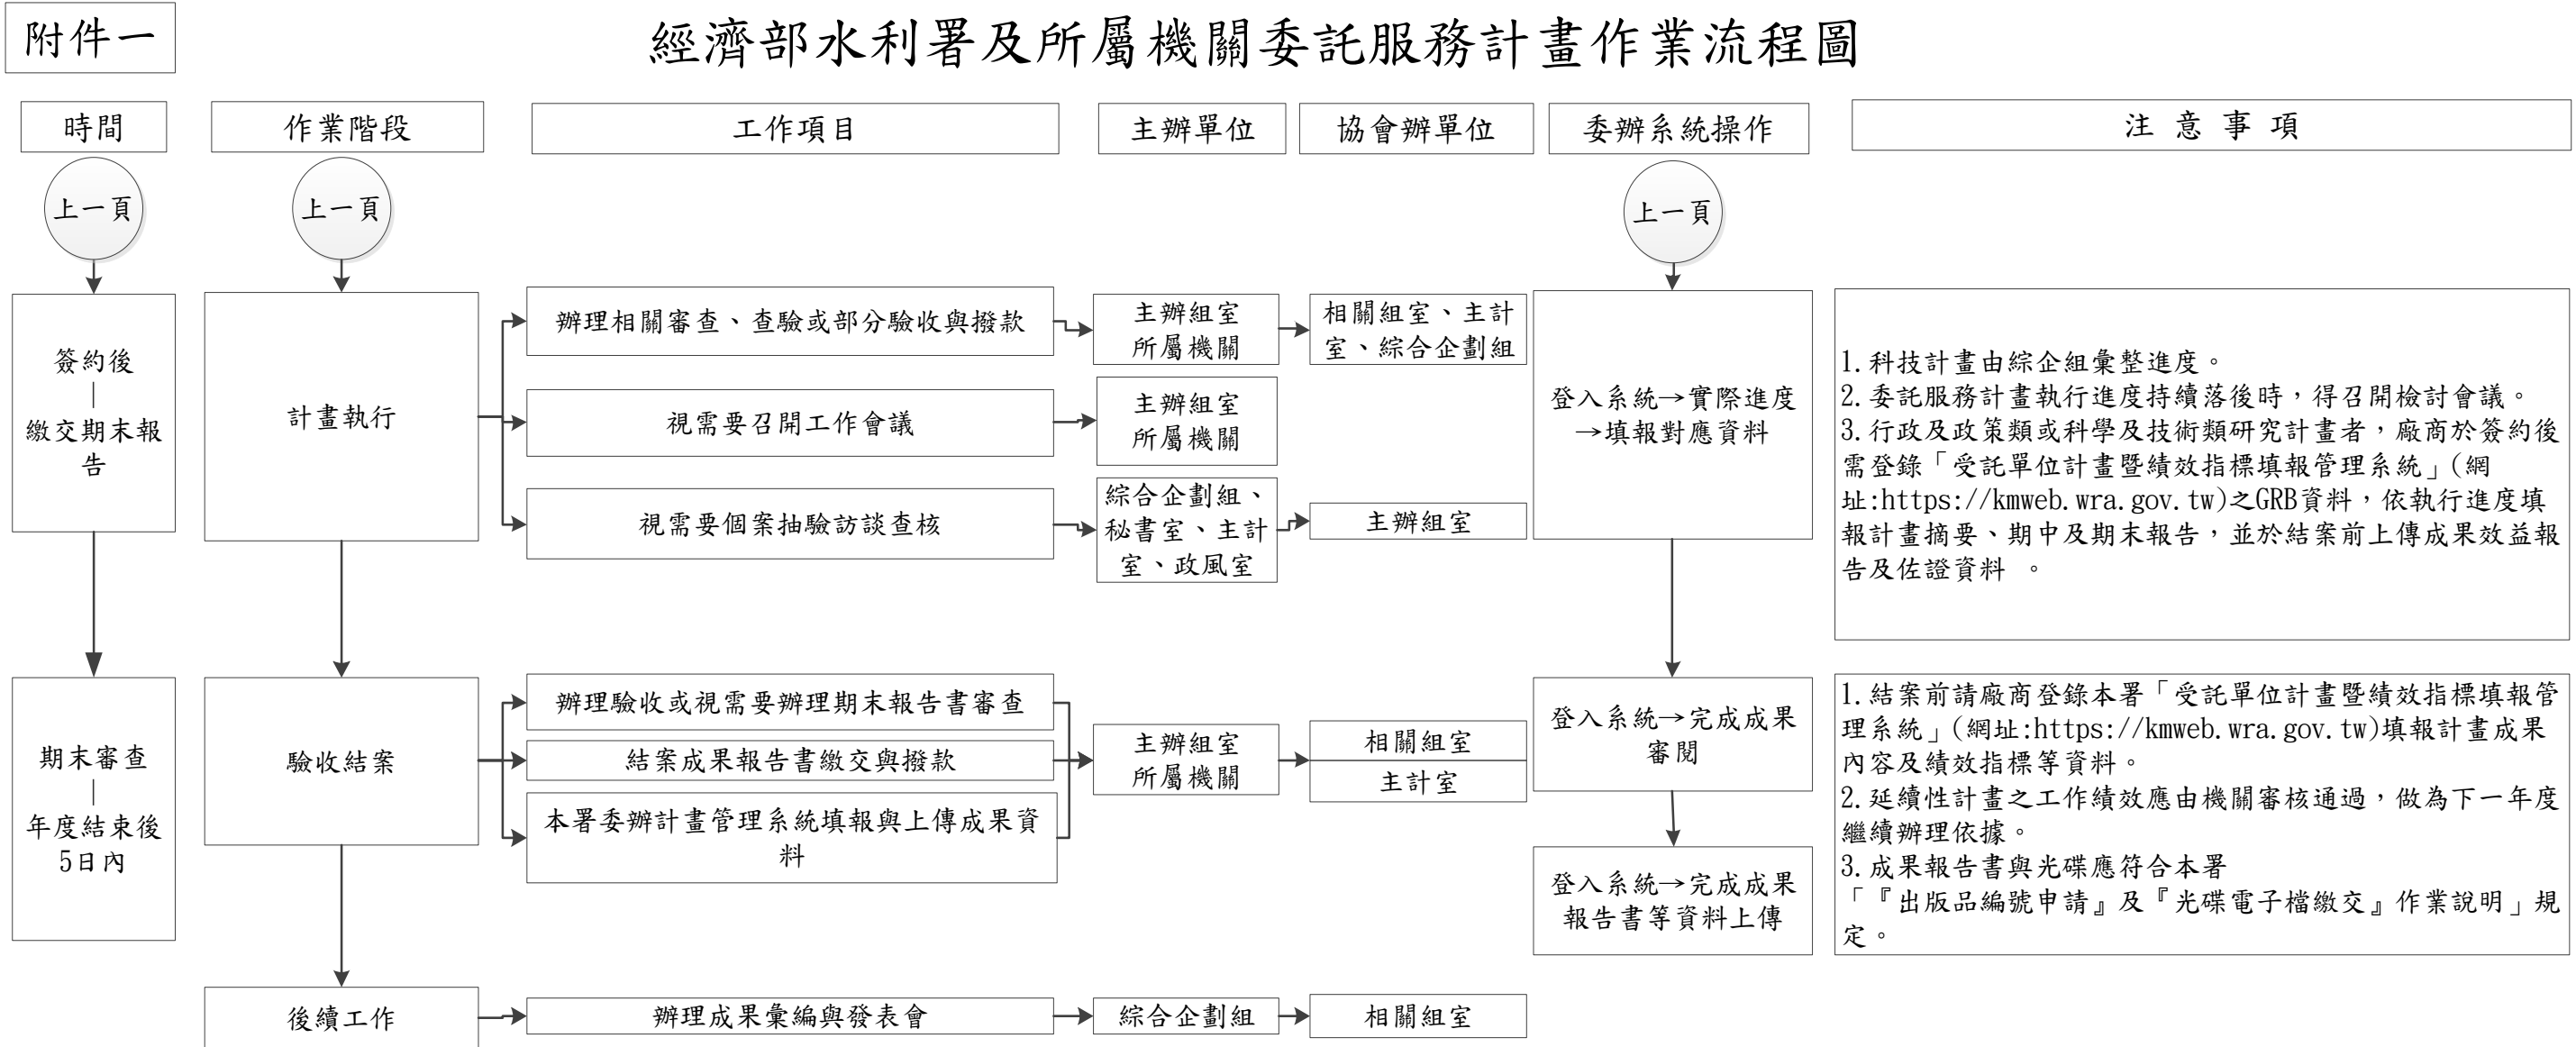 附件一
經濟部水利署及所屬機關委託服務計畫作業流程圖
時間
作業階段
工作項目
主辦單位
協會辦單位
委辦系統操作
注 意 事 項
上一頁
上一頁
上一頁
簽約後
|
繳交期末報
告
計畫執行
辦理相關審查、查驗或部分驗收與撥款
主辦組室
所屬機關
相關組室、主計
室、綜合企劃組
視需要召開工作會議
主辦組室
所屬機關
視需要個案抽驗訪談查核
綜合企劃組、
秘書室、主計
室、政風室
主辦組室
登入系統→實際進度
→填報對應資料
1.科技計畫由綜企組彙整進度。
2.委託服務計畫執行進度持續落後時，得召開檢討會議。
3.行政及政策類或科學及技術類研究計畫者，廠商於簽約後
需登錄「受託單位計畫暨績效指標填報管理系統」(網
址:https://kmweb.wra.gov.tw)之GRB資料，依執行進度填
報計畫摘要、期中及期末報告，並於結案前上傳成果效益報
告及佐證資料 。
期末審查
|
年度結束後
5日內
驗收結案
辦理驗收或視需要辦理期末報告書審查
結案成果報告書繳交與撥款
本署委辦計畫管理系統填報與上傳成果資
料
主辦組室
所屬機關
相關組室
主計室
登入系統→完成成果
審閱
登入系統→完成成果
報告書等資料上傳
1.結案前請廠商登錄本署「受託單位計畫暨績效指標填報管
理系統」(網址:https://kmweb.wra.gov.tw)填報計畫成果
內容及績效指標等資料。
2.延續性計畫之工作績效應由機關審核通過，做為下一年度
繼續辦理依據。
3.成果報告書與光碟應符合本署
「『出版品編號申請』及『光碟電子檔繳交』作業說明」規
定。
後續工作
辦理成果彙編與發表會
綜合企劃組
相關組室